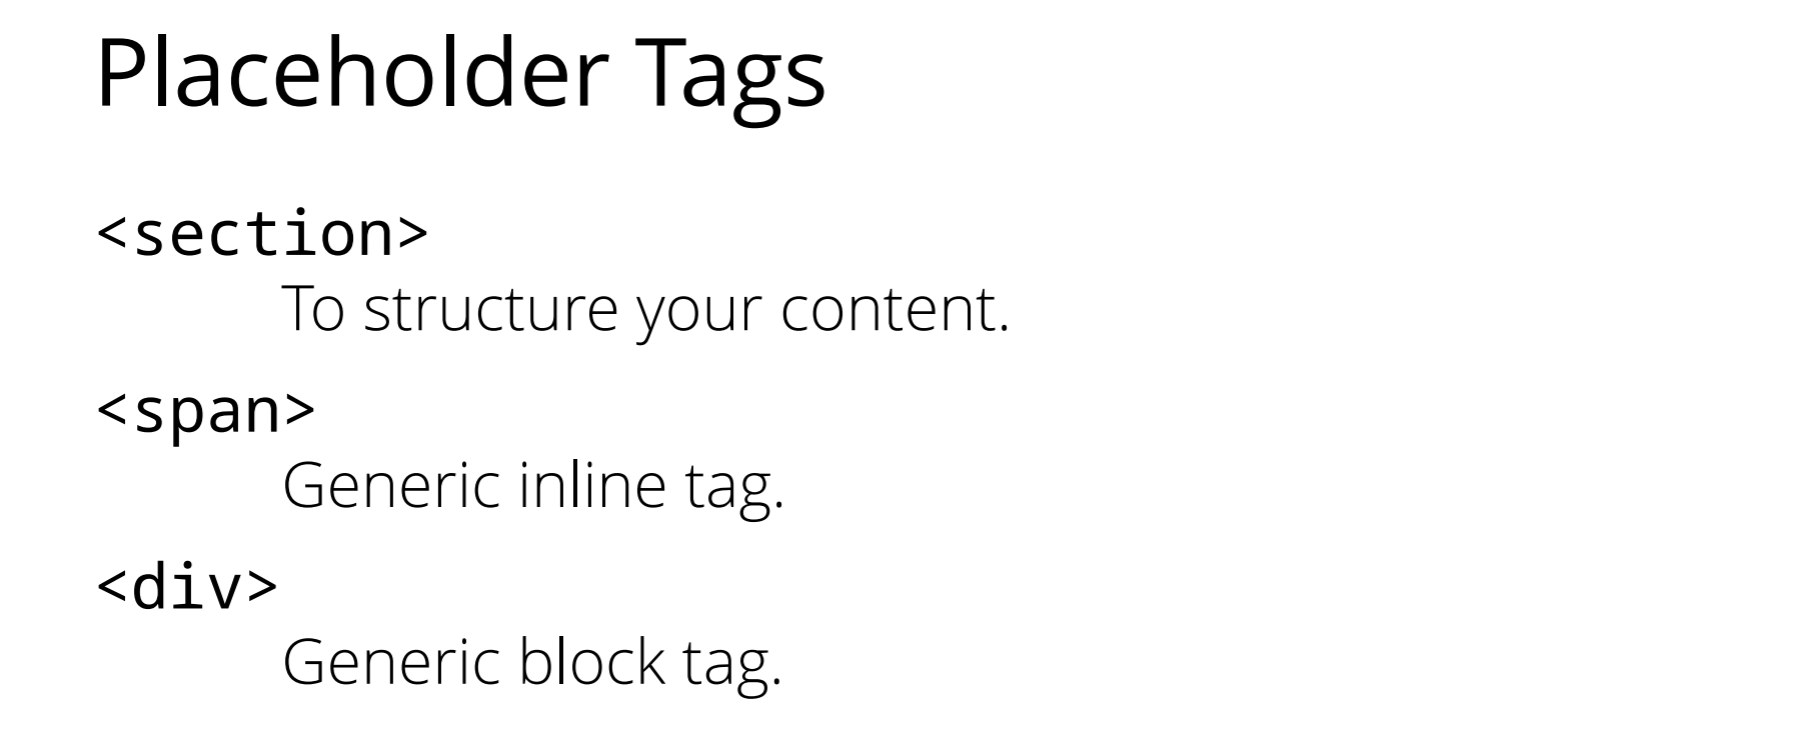 Placeholder Tags
<section>
To structure your content.
<span>
Generic inline tag.
<div>
Generic block tag.